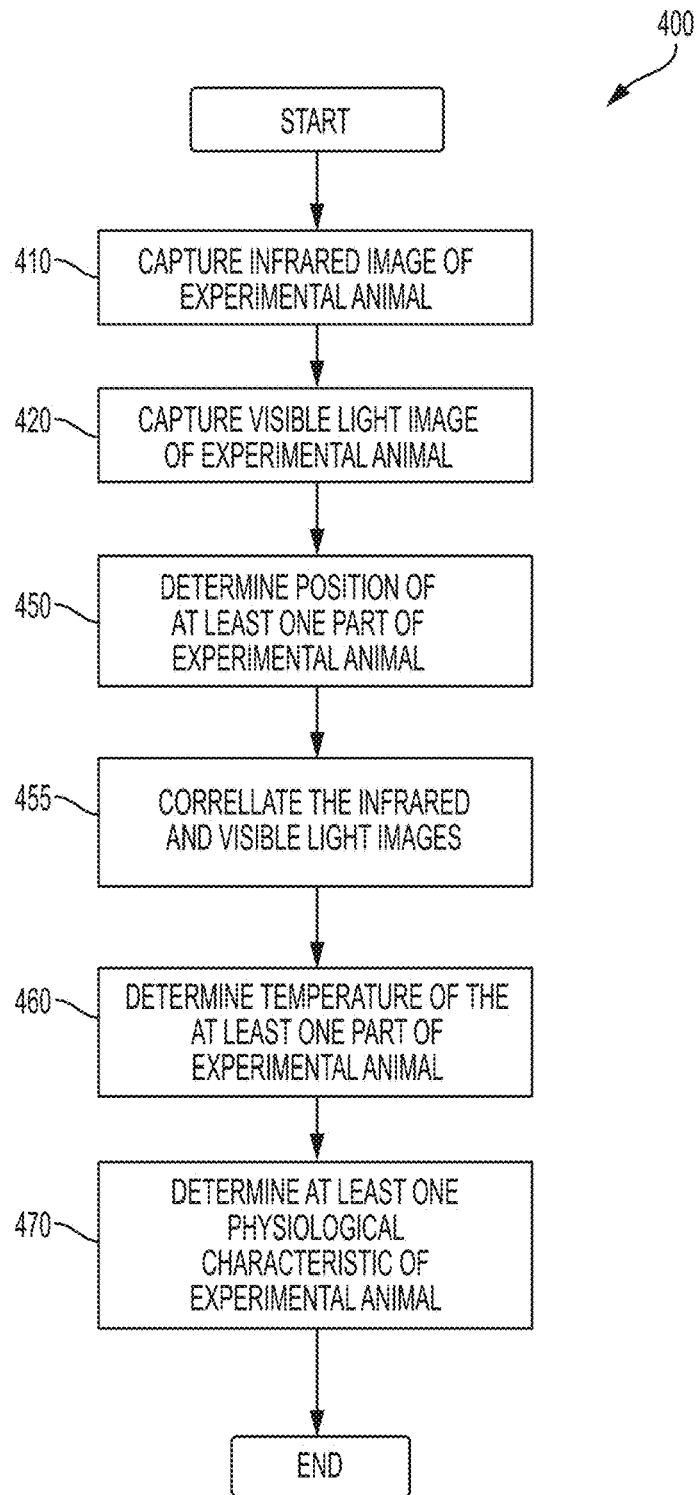 400
START
410
CAPTURE INFRARED IMAGE OF
EXPERIMENTAL ANIMAL
420
CAPTURE VISIBLE LIGHT IMAGE
OF EXPERIMENTAL ANIMAL
450
DETERMINE POSITION OF
AT LEAST ONE PART OF
EXPERIMENTAL ANIMAL
455
CORRELLATE THE INFRARED
AND VISIBLE LIGHT IMAGES
460
DETERMINE TEMPERATURE OF THE
AT LEAST ONE PART OF
EXPERIMENTAL ANIMAL
470
DETERMINE AT LEAST ONE
PHYSIOLOGICAL
CHARACTERISTIC OF
EXPERIMENTAL ANIMAL
END